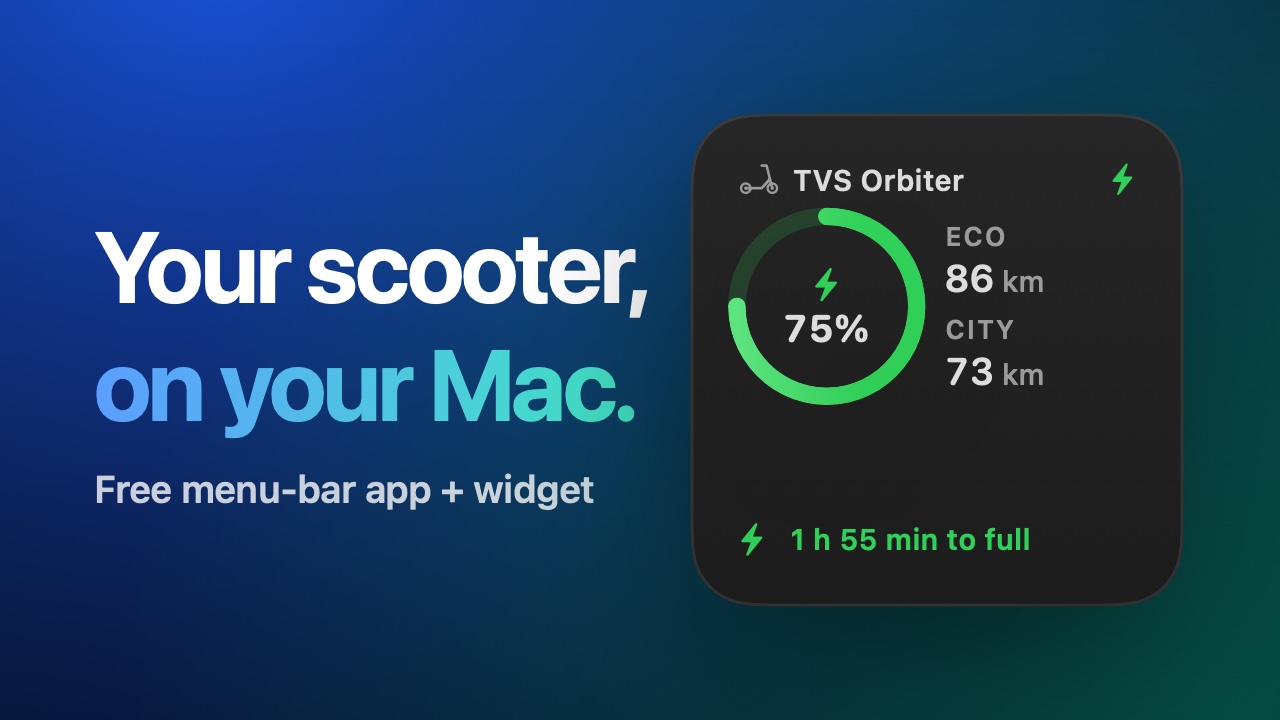 Your scooter,
on your Mac.
Free menu-bar app + widget
TVS Orbiter
75%
ECO
86 km
CITY
73 km
1 h 55 min to full